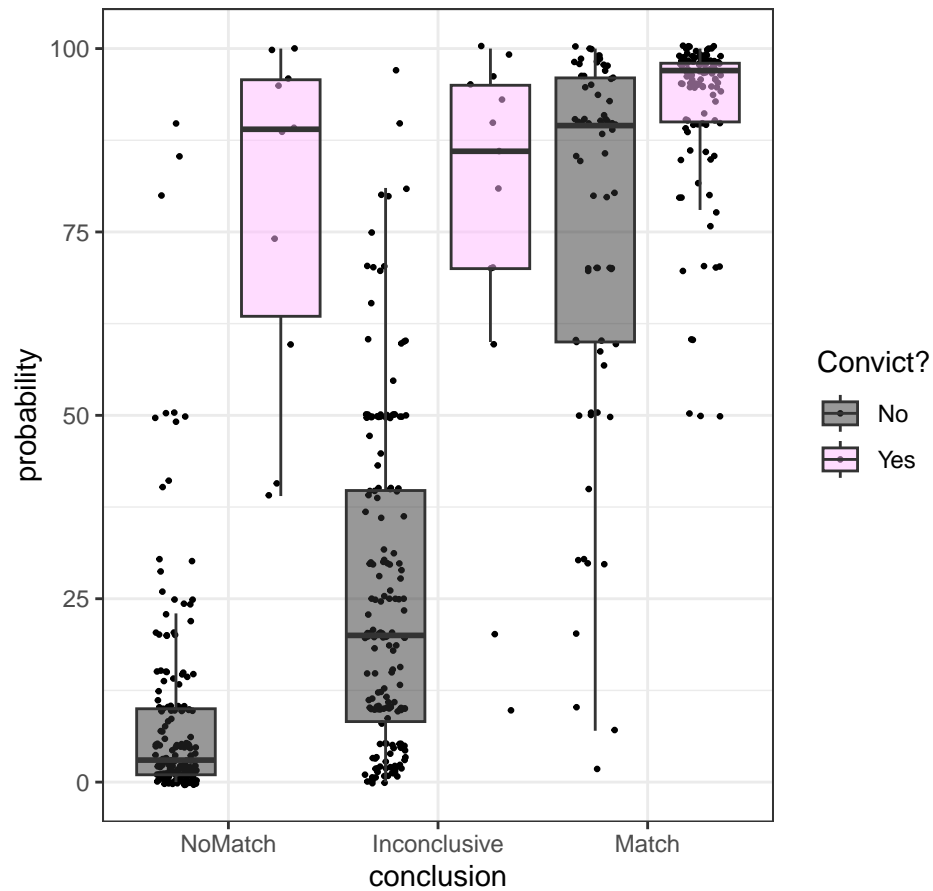 100
75
50
25
0
probability
NoMatch
Inconclusive
Match
conclusion
Convict?
No
Yes